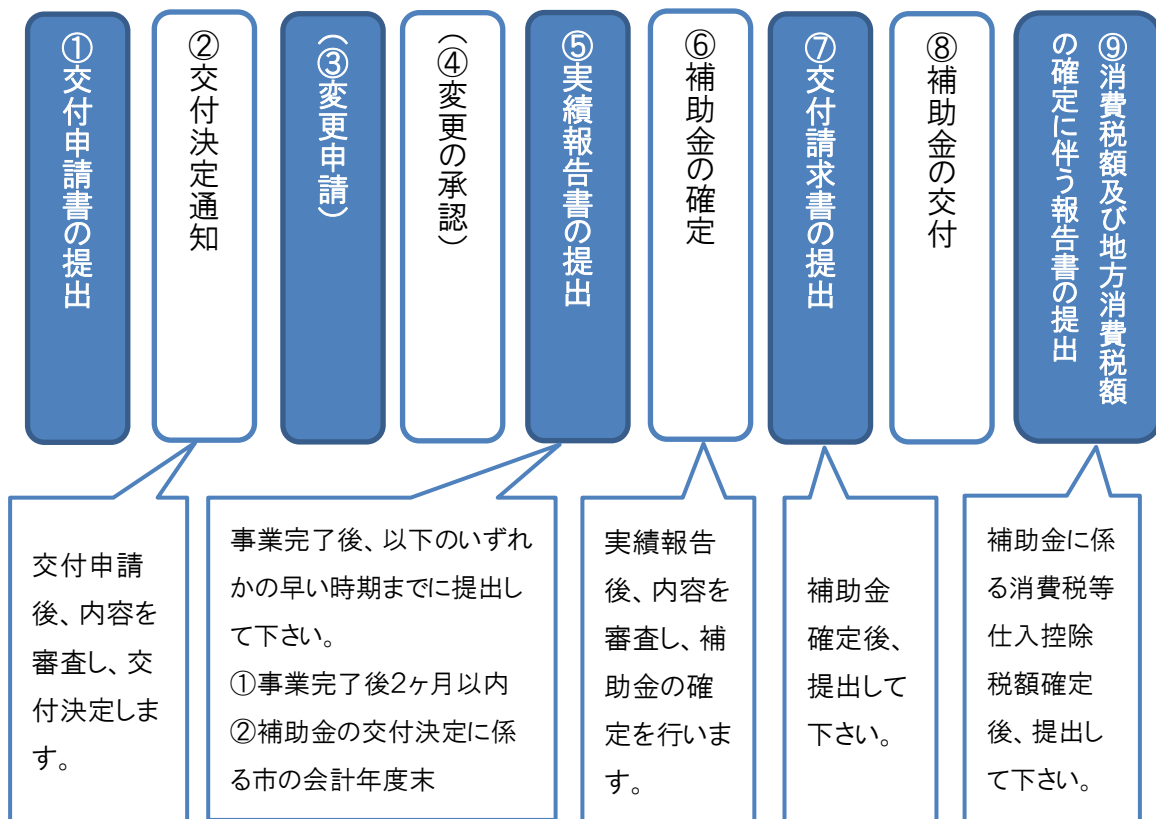 ①交付申請書の提出
②交付決定通知
（③変更申請）
（④変更の承認）
⑤実績報告書の提出
⑥補助金の確定
⑦交付請求書の提出
⑧補助金の交付
⑨消費税額及び地方消費税額
の確定に伴う報告書の提出
交付申請
後、内容を
審査し、交
付決定しま
す。
事業完了後、以下のいずれ
かの早い時期までに提出し
て下さい。
①事業完了後2ヶ月以内
②補助金の交付決定に係
る市の会計年度末
実績報告
後、内容を
審査し、補
助金の確
定を行いま
す。
補助金
確定後、
提出して
下さい。
補助金に係
る消費税等
仕入控除
税額確定
後、提出し
て下さい。